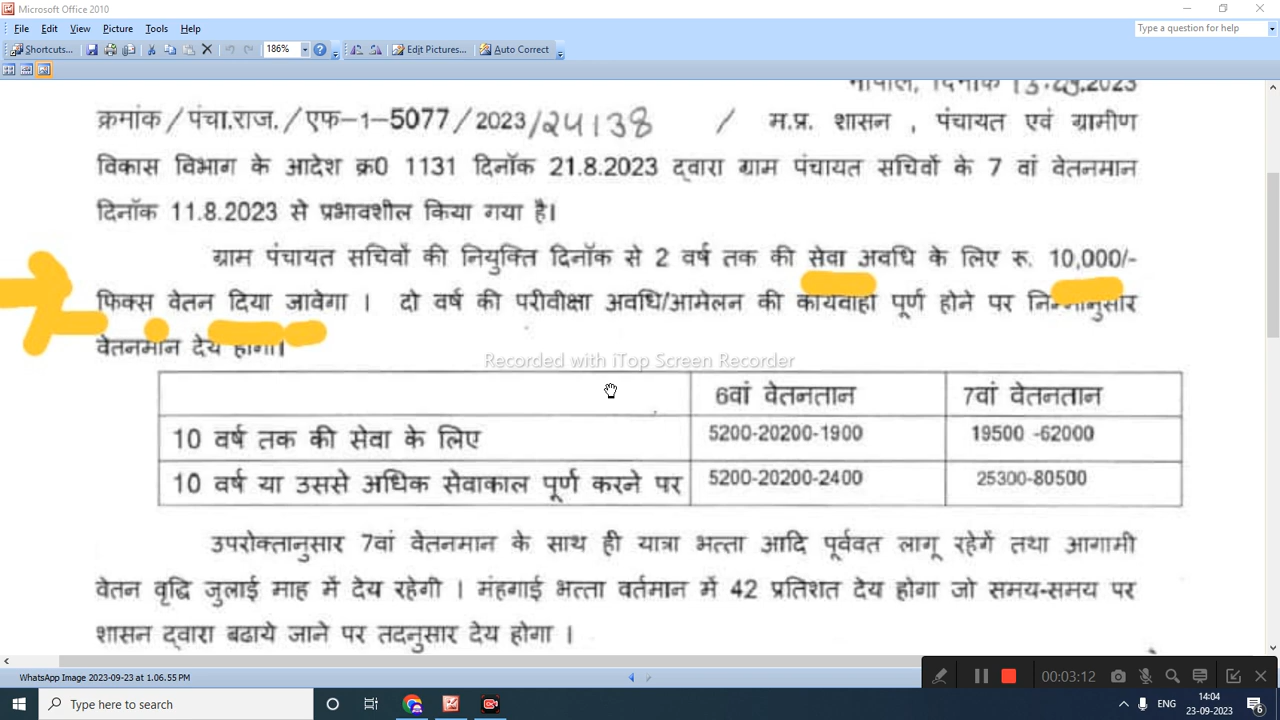 Microsoft Office 2010
File Edit View Picture Tools Help
Type a question for help
Shortcuts... 186% Edit Pictures... Auto Correct
दिनांक 2023
क्रमांक / पंचा.राज. / एफ-1-5077 / 2023 /24138 / म.प्र. शासन , पंचायत एवं ग्रामीण
विकास विभाग के आदेश क्र0 1131 दिनॉक 21.8.2023 द्वारा ग्राम पंचायत सचिवों के 7 वां वेतनमान
दिनॉक 11.8.2023 से प्रभावशील किया गया है।
ग्राम पंचायत सचिवों की नियुक्ति दिनॉक से 2 वर्ष तक की सेवा अवधि के लिए रू. 10,000/-
फिक्स वेतन दिया जावेगा । दो वर्ष की परीवीक्षा अवधि/आमेलन की कार्यवाही पूर्ण होने पर निम्नानुसार
वेतनमान देय होगा।
Recorded with iTop Screen Recorder
6वां वेतनतान 7वां वेतनतान
10 वर्ष तक की सेवा के लिए 5200-20200-1900 19500 -62000
10 वर्ष या उससे अधिक सेवाकाल पूर्ण करने पर 5200-20200-2400 25300-80500
उपरोक्तानुसार 7वां वेतनमान के साथ ही यात्रा भत्ता आदि पूर्ववत लागू रहेगें तथा आगामी
वेतन वृद्धि जुलाई माह में देय रहेगी । मंहगाई भत्ता वर्तमान में 42 प्रतिशत देय होगा जो समय-समय पर
शासन द्वारा बढाये जाने पर तदनुसार देय होगा ।
WhatsApp Image 2023-09-23 at 1.06.55 PM
00:03:12
Type here to search
ENG
14:04
23-09-2023
6